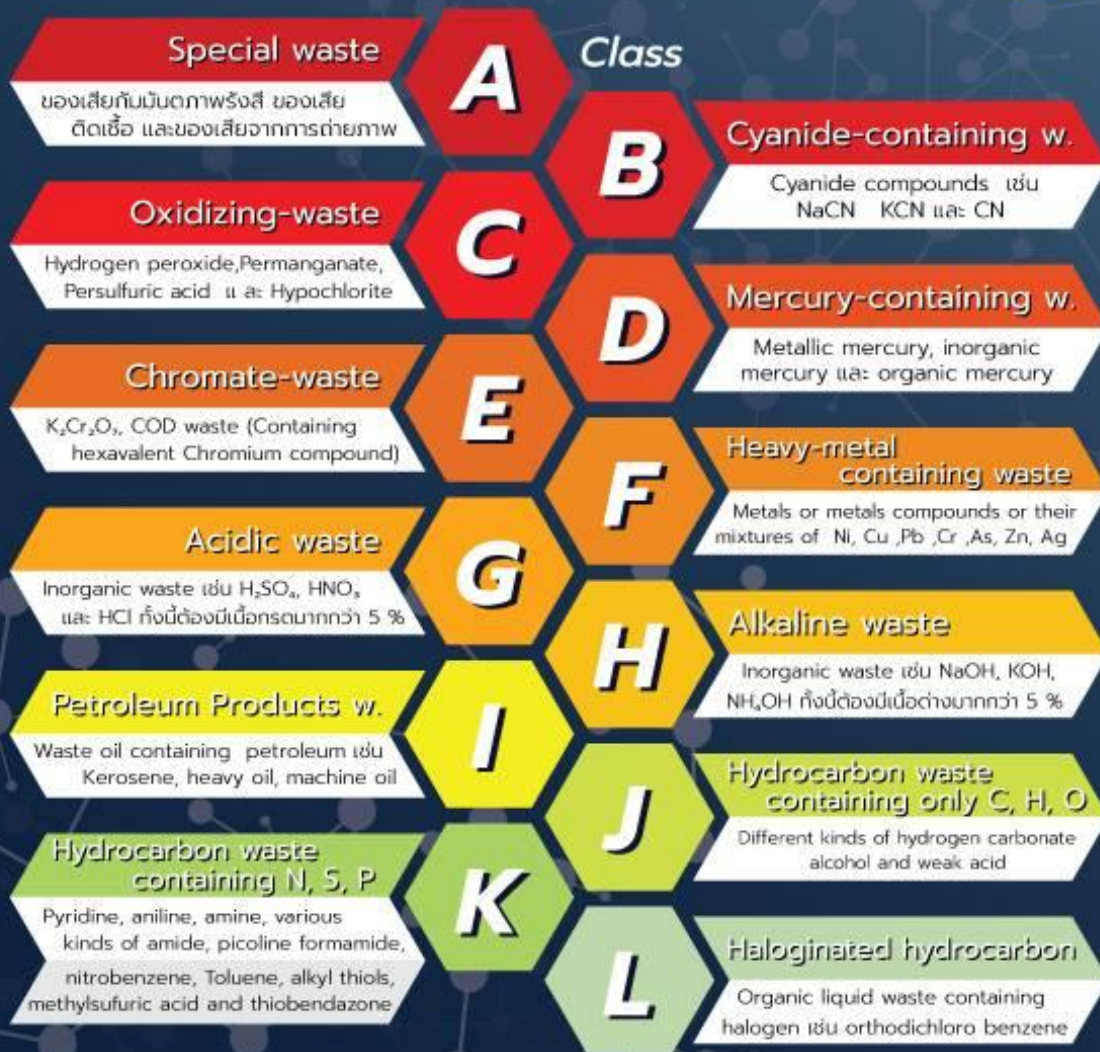 Class
Special waste
A
ของเสียกัมมันตภาพรังสี ของเสีย
ติดเชื้อ และของเสียจากการถ่ายภาพ
Cyanide-containing w.
B
Cyanide compounds เช่น
NaCN KCN และ CN
Oxidizing-waste
C
Hydrogen peroxide,Permanganate,
Persulfuric acid แ ละ Hypochlorite
Mercury-containing w.
D
Metallic mercury, inorganic
mercury และ organic mercury
Chromate-waste
E
K₂Cr₂O₇, COD waste (Containing
hexavalent Chromium compound)
Heavy-metal
containing waste
F
Metals or metals compounds or their
mixtures of Ni, Cu ,Pb ,Cr ,As, Zn, Ag
Acidic waste
G
Inorganic waste เช่น H₂SO₄, HNO₃
และ HCl ทั้งนี้ต้องมีเนื้อกรดมากกว่า 5 %
Alkaline waste
H
Inorganic waste เช่น NaOH, KOH,
NH₄OH ทั้งนี้ต้องมีเนื้อด่างมากกว่า 5 %
Petroleum Products w.
I
Waste oil containing petroleum เช่น
Kerosene, heavy oil, machine oil
Hydrocarbon waste
containing only C, H, O
J
Different kinds of hydrogen carbonate
alcohol and weak acid
Hydrocarbon waste
containing N, S, P
K
Pyridine, aniline, amine, various
kinds of amide, picoline formamide,
nitrobenzene, Toluene, alkyl thiols,
methylsufuric acid and thiobendazone
Haloginated hydrocarbon
L
Organic liquid waste containing
halogen เช่น orthodichloro benzene